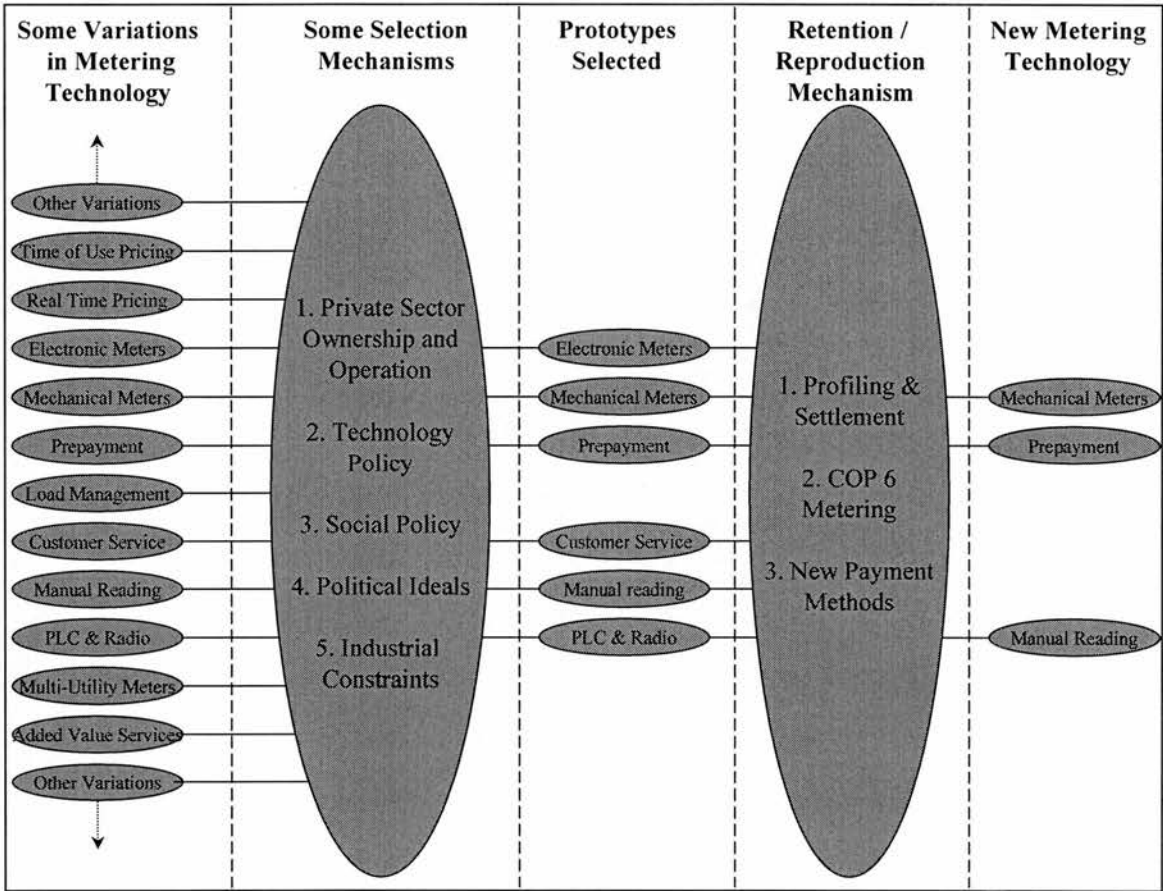 Some Variations
in Metering
Technology
Some Selection
Mechanisms
Prototypes
Selected
Retention /
Reproduction
Mechanism
New Metering
Technology
Other Variations
Time of Use Pricing
Real Time Pricing
Electronic Meters
Mechanical Meters
Prepayment
Load Management
Customer Service
Manual Reading
PLC & Radio
Multi-Utility Meters
Added Value Services
Other Variations
1. Private Sector
Ownership and
Operation
2. Technology
Policy
3. Social Policy
4. Political Ideals
5. Industrial
Constraints
Electronic Meters
Mechanical Meters
Prepayment
Customer Service
Manual reading
PLC & Radio
1. Profiling &
Settlement
2. COP 6
Metering
3. New Payment
Methods
Mechanical Meters
Prepayment
Manual Reading